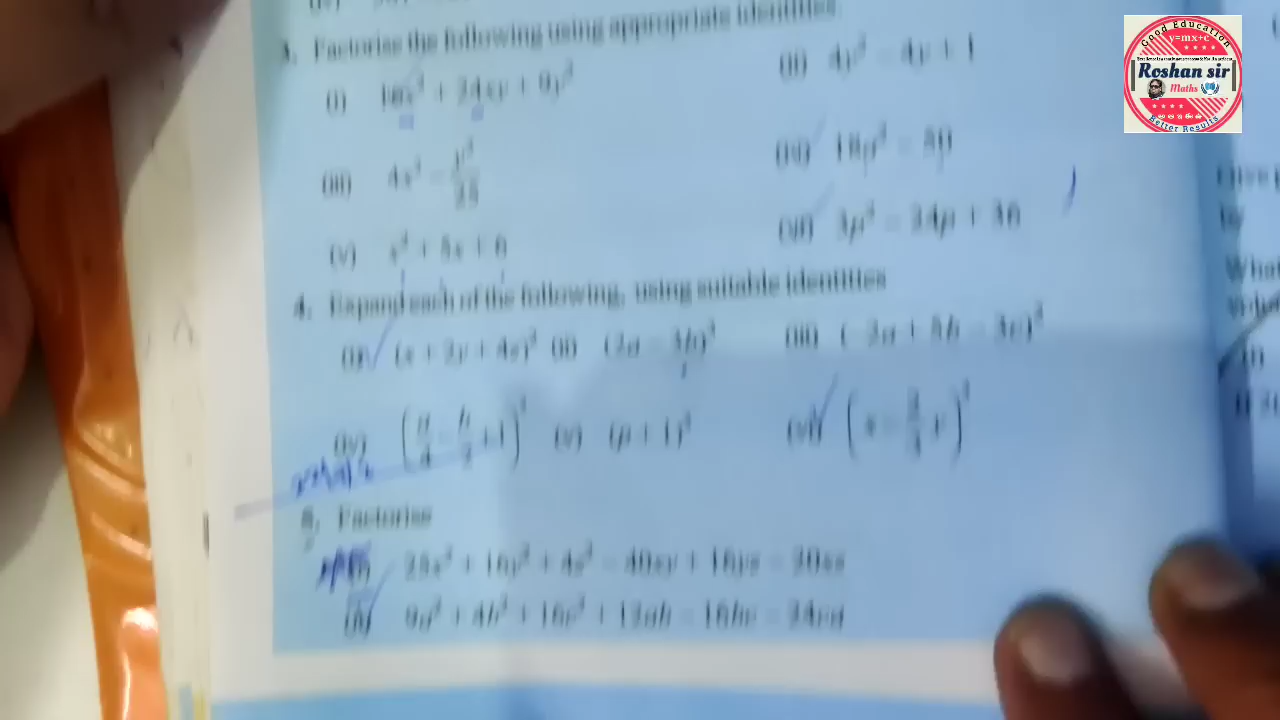 3. Factorise the following using appropriate identities
(i) 16x² + 24xy + 9y² (ii) 4y² - 4y + 1
(iii) 4x² - y²/25 (iv) 18p² - 50
(v) x² + 5x + 6 (vi) 3p² - 24p + 36
4. Expand each of the following, using suitable identities
(i) (x + 2y + 4z)² (ii) (2a - 3b)³ (iii) (-2a + 5b - 3c)²
(iv) (a/4 - b/2 + 1)² (v) (p + 1)³ (vi) (x - 2/3 y)³
5. Factorise
(i) 25x² + 16y² + 4z² - 40xy + 16yz - 20xz
(ii) 9a² + 4b² + 16c² + 12ab - 16bc - 24ca
Good Education
y=mx+c
Roshan sir
Maths
Better Results
Give
What